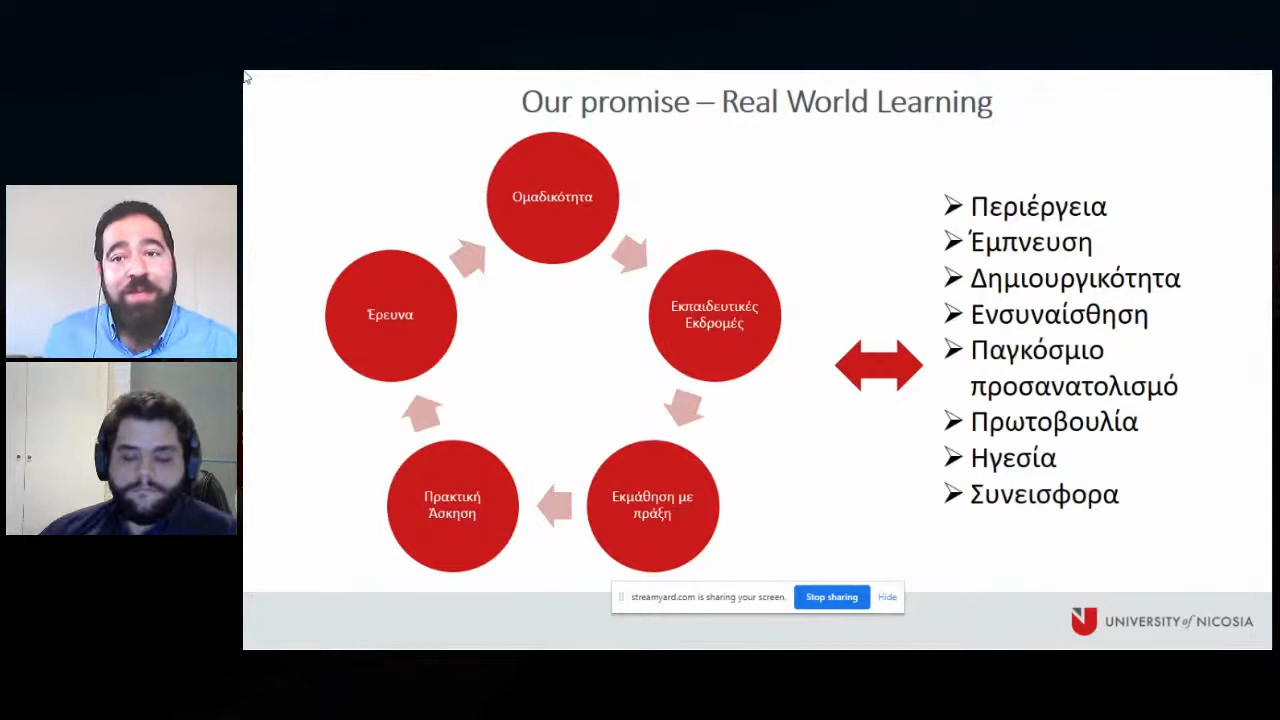 Our promise – Real World Learning
Ομαδικότητα
Εκπαιδευτικές
Εκδρομές
Εκμάθηση με
πράξη
Πρακτική
Άσκηση
Έρευνα
➢ Περιέργεια
➢ Έμπνευση
➢ Δημιουργικότητα
➢ Ενσυναίσθηση
➢ Παγκόσμιο
προσανατολισμό
➢ Πρωτοβουλία
➢ Ηγεσία
➢ Συνεισφορα
streamyard.com is sharing your screen. Stop sharing Hide
UNIVERSITY of NICOSIA